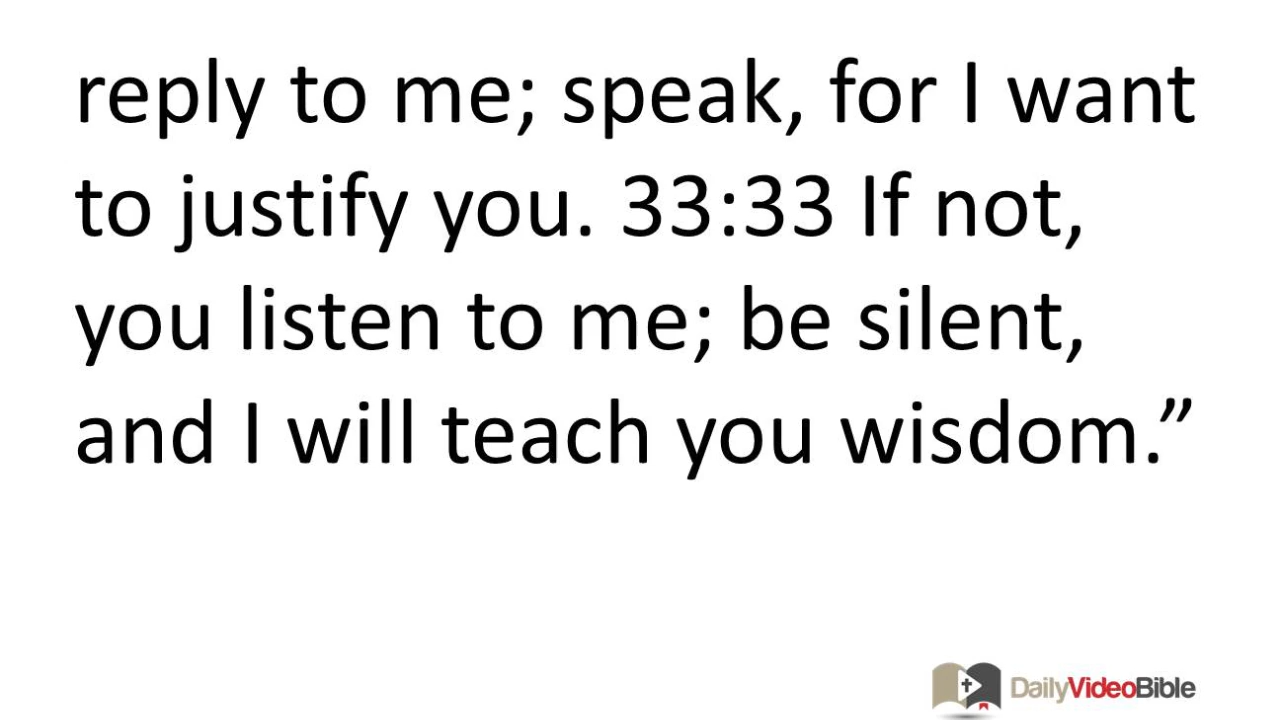 reply to me; speak, for I want
to justify you. 33:33 If not,
you listen to me; be silent,
and I will teach you wisdom.”
DailyVideoBible